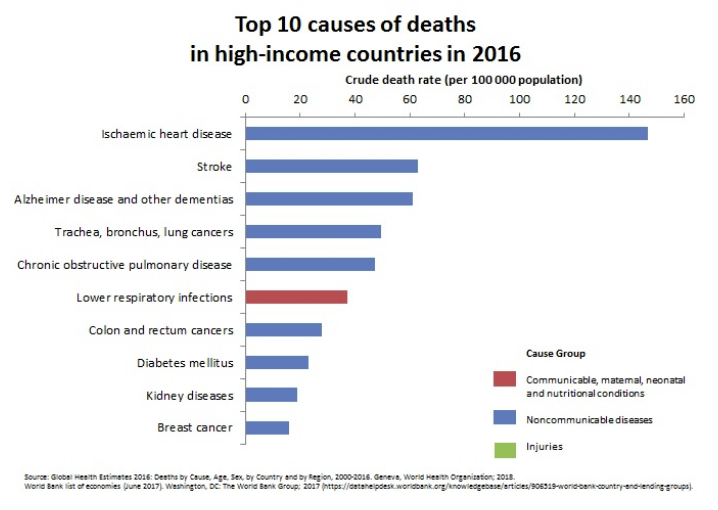 Top 10 causes of deaths
in high-income countries in 2016
Crude death rate (per 100 000 population)
0 20 40 60 80 100 120 140 160
Ischaemic heart disease
Stroke
Alzheimer disease and other dementias
Trachea, bronchus, lung cancers
Chronic obstructive pulmonary disease
Lower respiratory infections
Colon and rectum cancers
Diabetes mellitus
Kidney diseases
Breast cancer
Cause Group
Communicable, maternal, neonatal
and nutritional conditions
Noncommunicable diseases
Injuries
Source: Global Health Estimates 2016: Deaths by Cause, Age, Sex, by Country and by Region, 2000-2016. Geneva, World Health Organization; 2018.
World Bank list of economies (June 2017). Washington, DC: The World Bank Group; 2017 (https://datahelpdesk.worldbank.org/knowledgebase/articles/906519-world-bank-country-and-lending-groups).